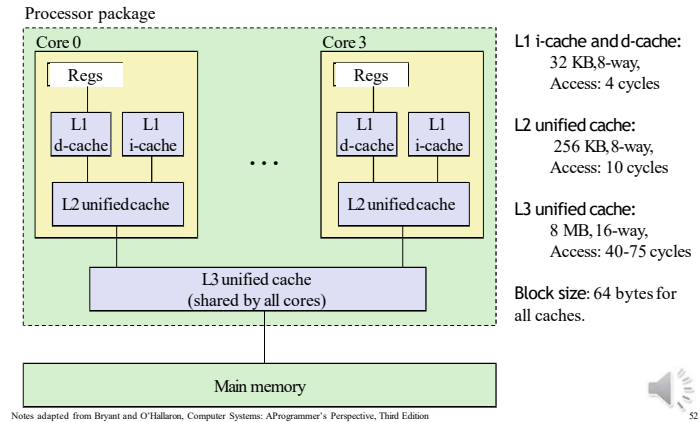 Processor package
Core 0
Regs
L1
d-cache
L1
i-cache
L2 unified cache
...
Core 3
Regs
L1
d-cache
L1
i-cache
L2 unified cache
L3 unified cache
(shared by all cores)
Main memory
L1 i-cache and d-cache:
32 KB,8-way,
Access: 4 cycles
L2 unified cache:
256 KB,8-way,
Access: 10 cycles
L3 unified cache:
8 MB,16-way,
Access: 40-75 cycles
Block size: 64 bytes for
all caches.
Notes adapted from Bryant and O'Hallaron, Computer Systems: AProgrammer's Perspective, Third Edition
52